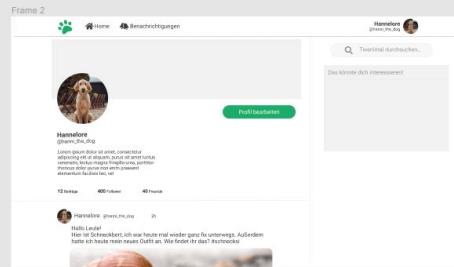 Frame 2
Home
Benachrichtigungen
Hannelore
@hanni_the_dog
Twanimal durchsuchen...
Das könnte dich interessieren!
Profil bearbeiten
Hannelore
@hanni_the_dog
Lorem ipsum dolor sit amet, consectetur
adipiscing elit ut aliquam, purus sit amet luctus
venenatis, lectus magna fringilla urna, porttitor
rhoncus dolor purus non enim praesent
elementum facilisis leo, vel
12 Beiträge 400 Follower 45 Freunde
Hannelore @hanni_the_dog 2h
Hallo Leute!
Hier ist Schneckbert, ich war heute mal wieder ganz fix unterwegs. Außerdem
hatte ich heute mein neues Outfit an. Wie findet ihr das? #schnecksi